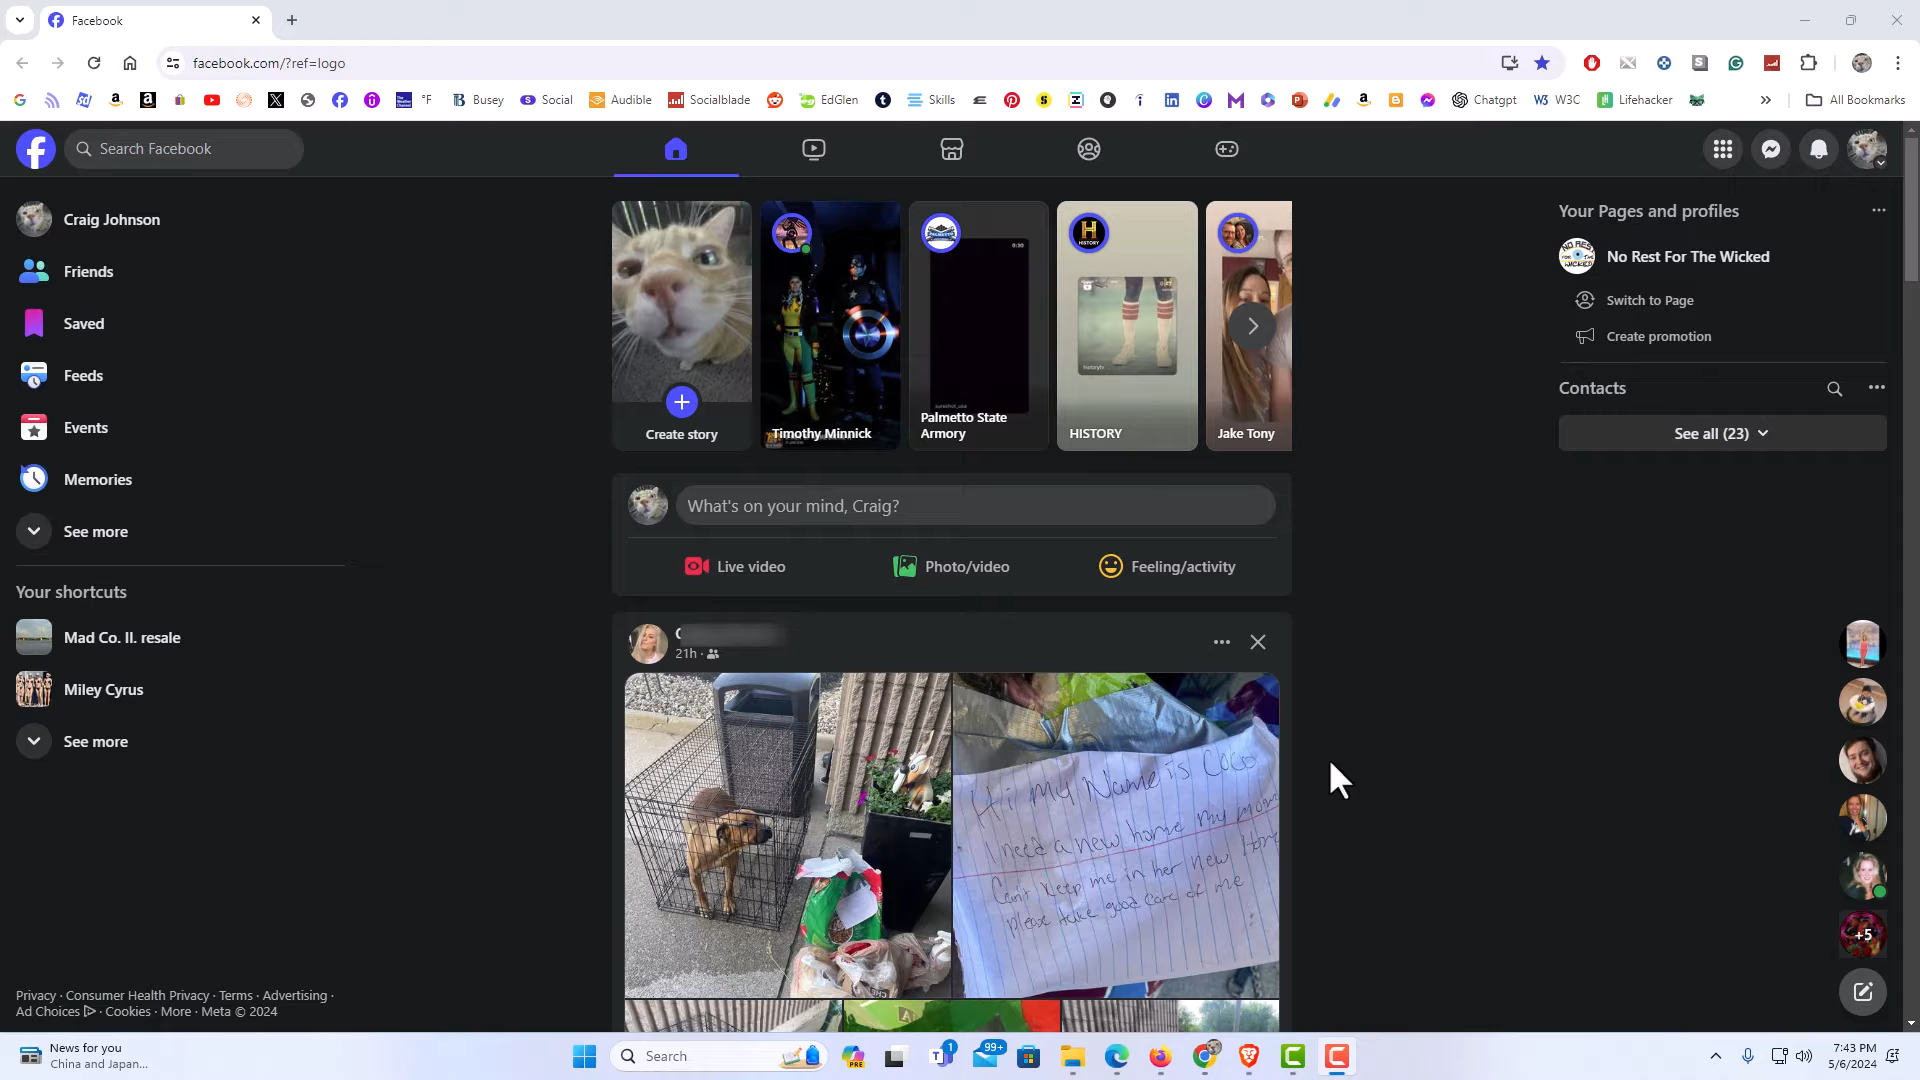 Facebook
facebook.com/?ref=logo
°F
Busey
Social
Audible
Socialblade
EdGlen
Skills
Chatgpt
W3C
Lifehacker
All Bookmarks
Search Facebook
Craig Johnson
Friends
Saved
Feeds
Events
Memories
See more
Your shortcuts
Mad Co. Il. resale
Miley Cyrus
See more
Privacy · Consumer Health Privacy · Terms · Advertising ·
Ad Choices · Cookies · More · Meta © 2024
Create story
Timothy Minnick
Palmetto State
Armory
HISTORY
Jake Tony
What's on your mind, Craig?
Live video
Photo/video
Feeling/activity
21h ·
Hi My Name is Coco
I need a new home my mom
Can't keep me in her new Home
please take good care of me
Your Pages and profiles
No Rest For The Wicked
Switch to Page
Create promotion
Contacts
See all (23)
+5
News for you
China and Japan...
Search
PRE
1
99+
7:43 PM
5/6/2024